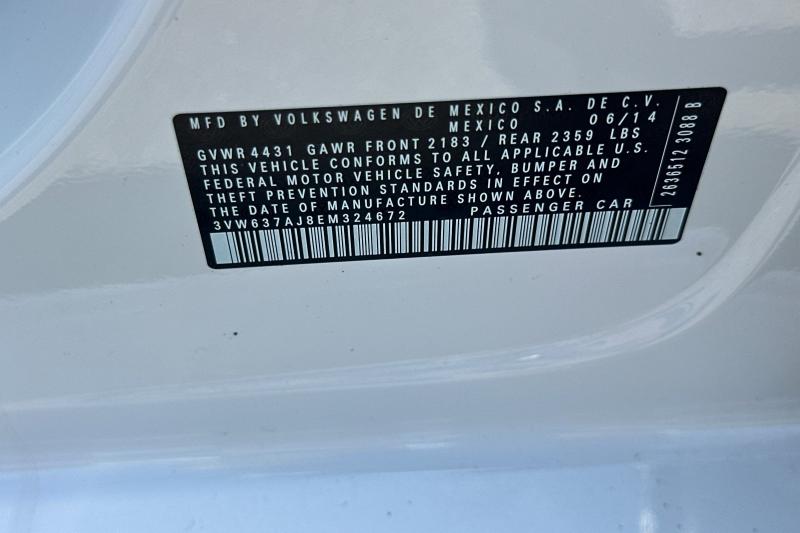 MFD BY VOLKSWAGEN DE MEXICO S.A. DE C.V.
MEXICO 06/14
GVWR 4431 GAWR FRONT 2183 / REAR 2359 LBS
THIS VEHICLE CONFORMS TO ALL APPLICABLE U.S.
FEDERAL MOTOR VEHICLE SAFETY, BUMPER AND
THEFT PREVENTION STANDARDS IN EFFECT ON
THE DATE OF MANUFACTURE SHOWN ABOVE.
3VW637AJ8EM324672 PASSENGER CAR
2636512 3088 B